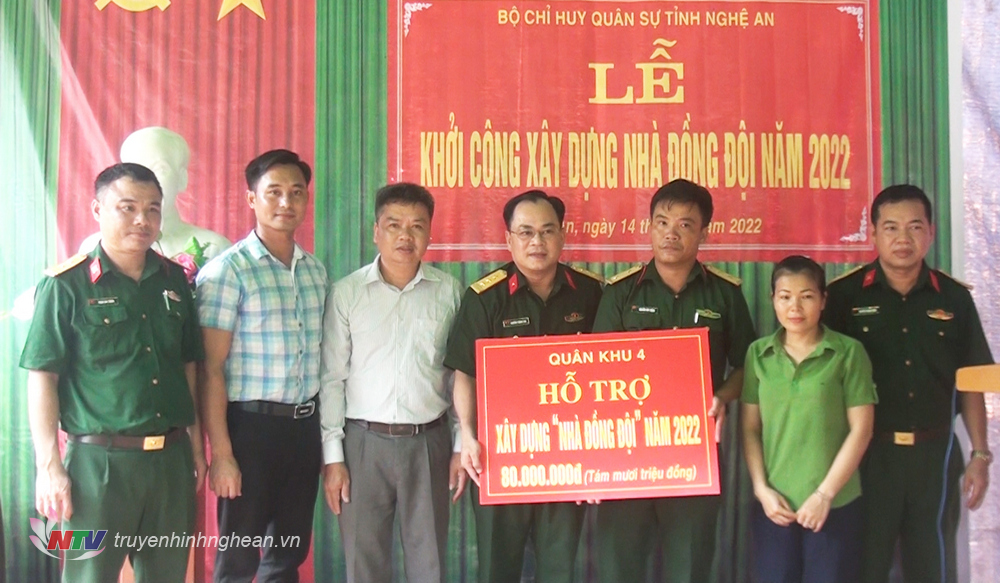 BỘ CHỈ HUY QUÂN SỰ TỈNH NGHỆ AN
LỄ
KHỞI CÔNG XÂY DỰNG NHÀ ĐỒNG ĐỘI NĂM 2022
ngày 14 2022
QUÂN KHU 4
HỖ TRỢ
XÂY DỰNG "NHÀ ĐỒNG ĐỘI" NĂM 2022
80.000.000đ (Tám mươi triệu đồng)
NTV truyenhinhnghean.vn